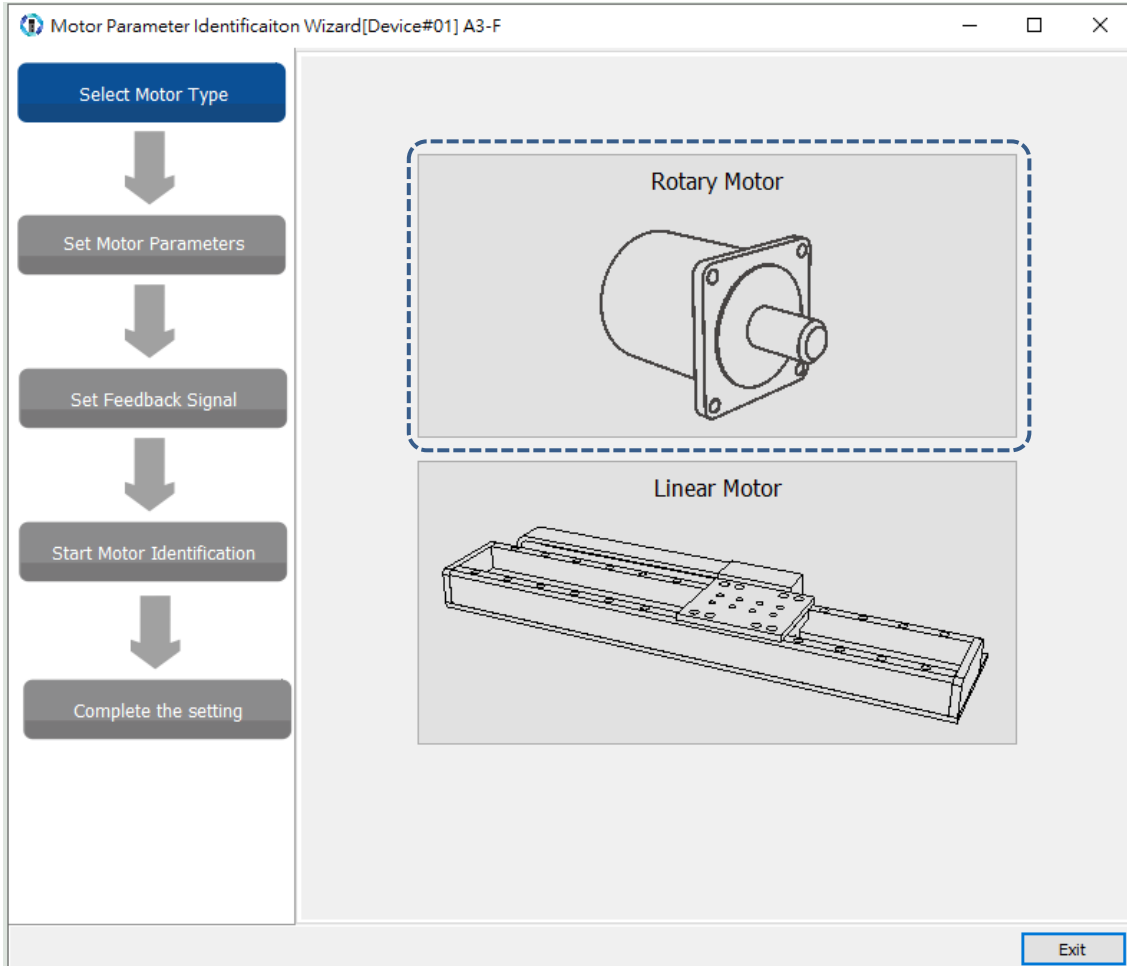 Motor Parameter Identificaiton Wizard[Device#01] A3-F
Select Motor Type
Set Motor Parameters
Set Feedback Signal
Start Motor Identification
Complete the setting
Rotary Motor
Linear Motor
Exit